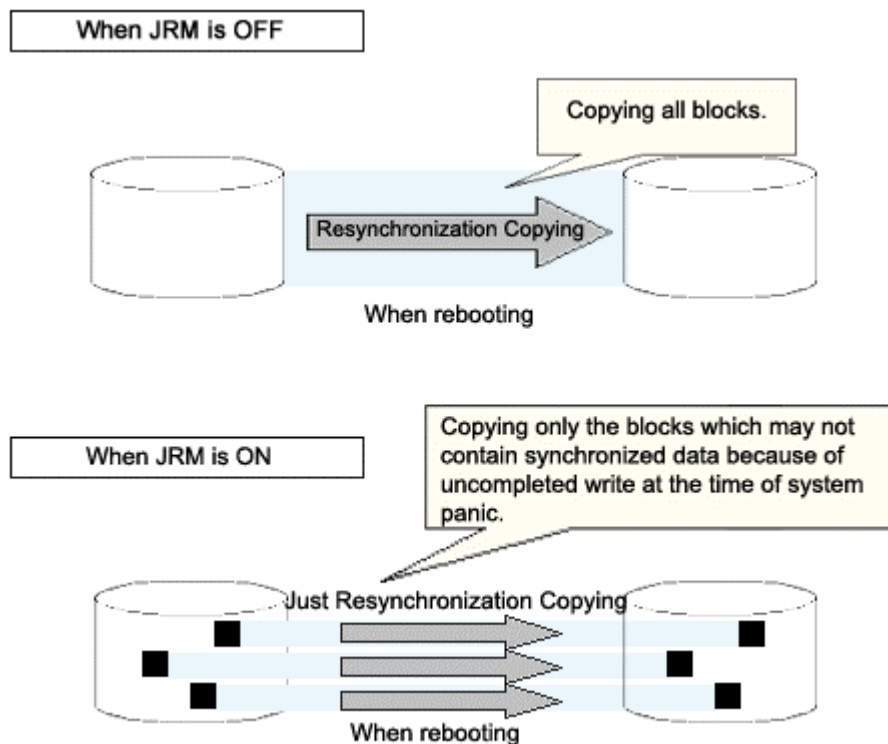 When JRM is OFF
Copying all blocks.
Resynchronization Copying
When rebooting
When JRM is ON
Copying only the blocks which may not
contain synchronized data because of
uncompleted write at the time of system
panic.
Just Resynchronization Copying
When rebooting